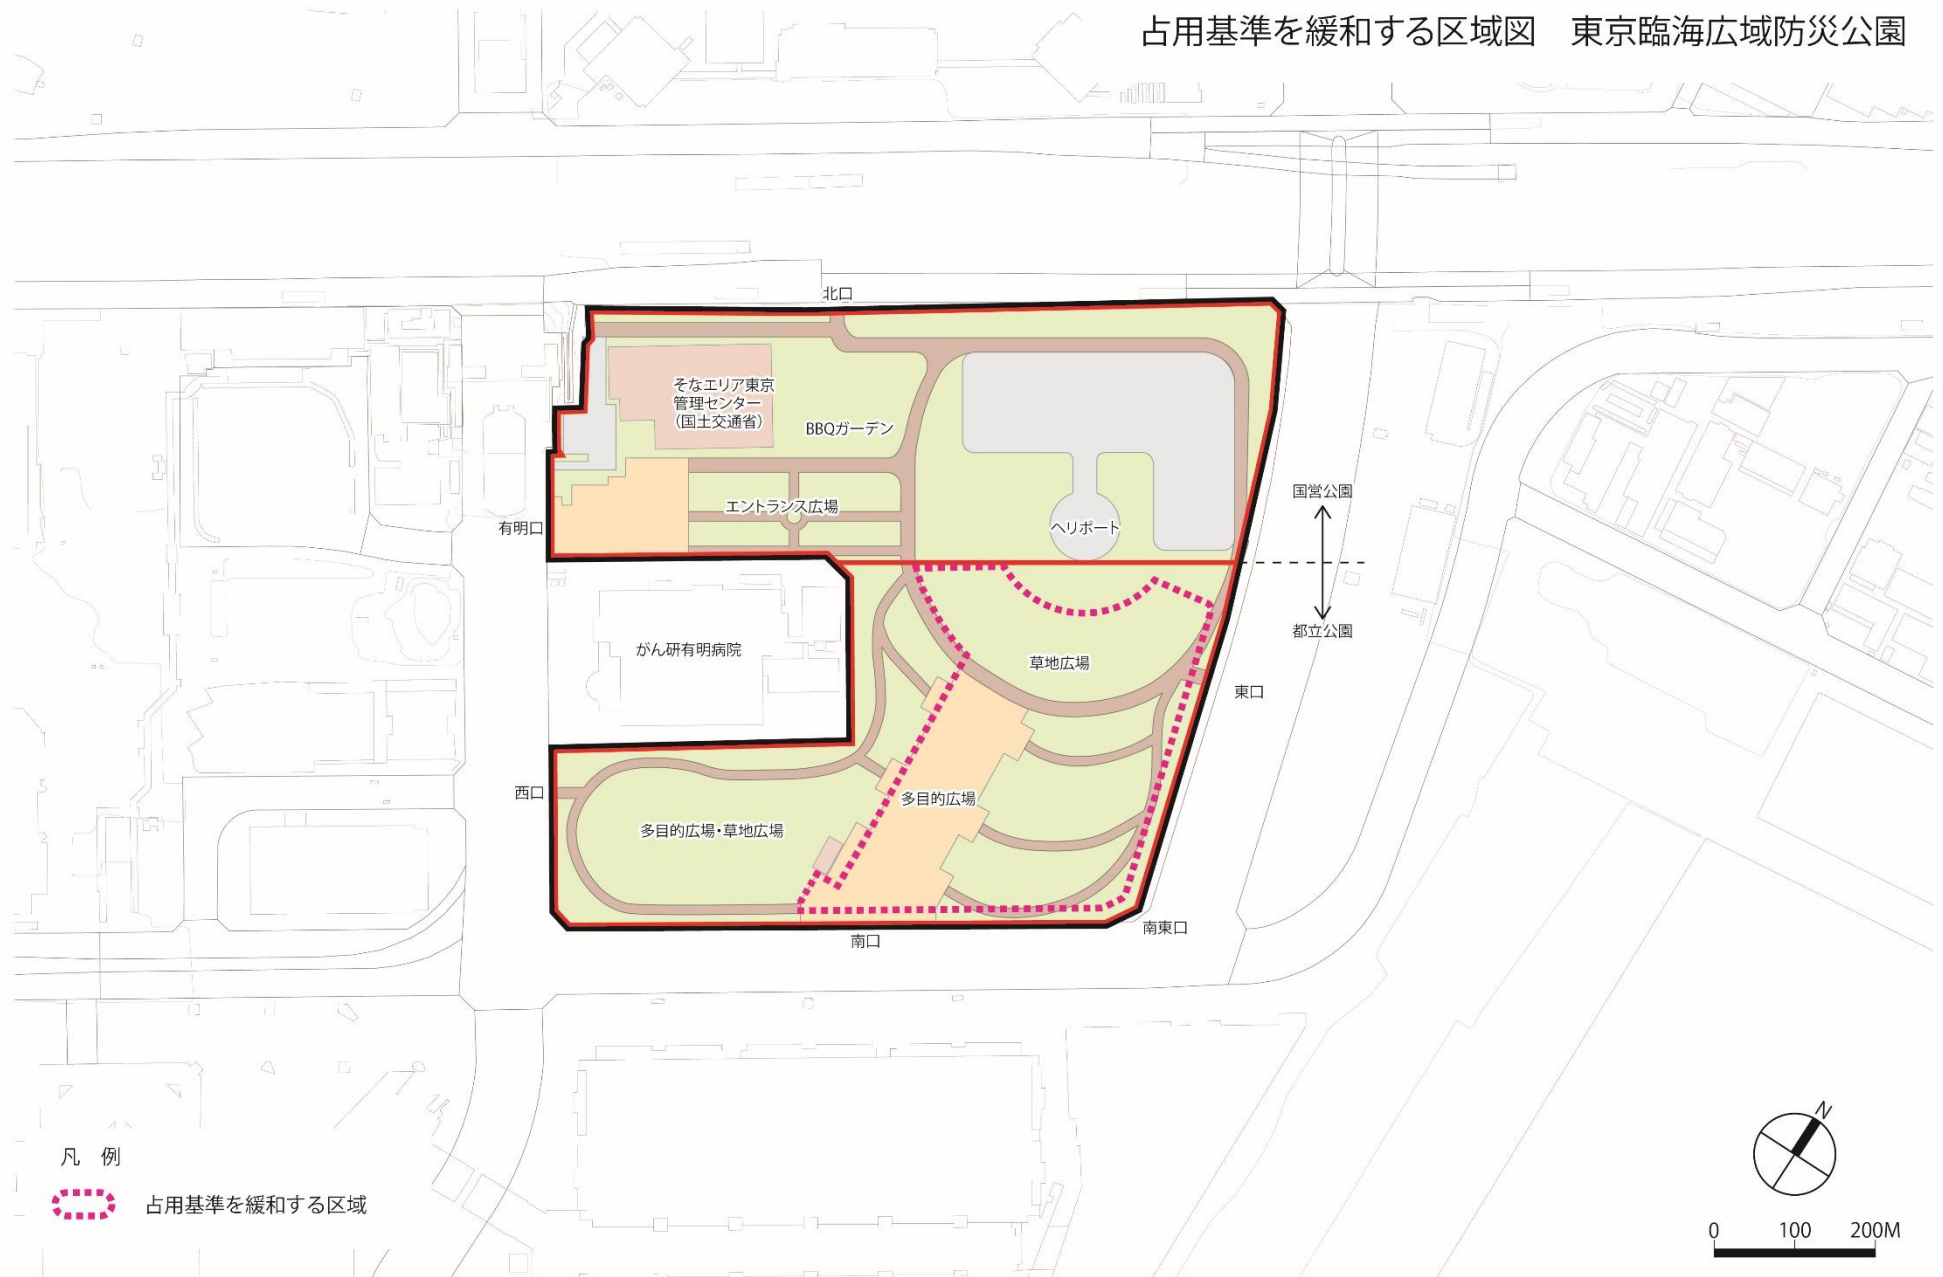 占用基準を緩和する区域図　東京臨海広域防災公園
北口
そなエリア東京
管理センター
（国土交通省）
BBQガーデン
エントランス広場
有明口
ヘリポート
国営公園
都立公園
がん研有明病院
草地広場
東口
西口
多目的広場
多目的広場・草地広場
南口
南東口
N
凡　例
占用基準を緩和する区域
0 100 200M